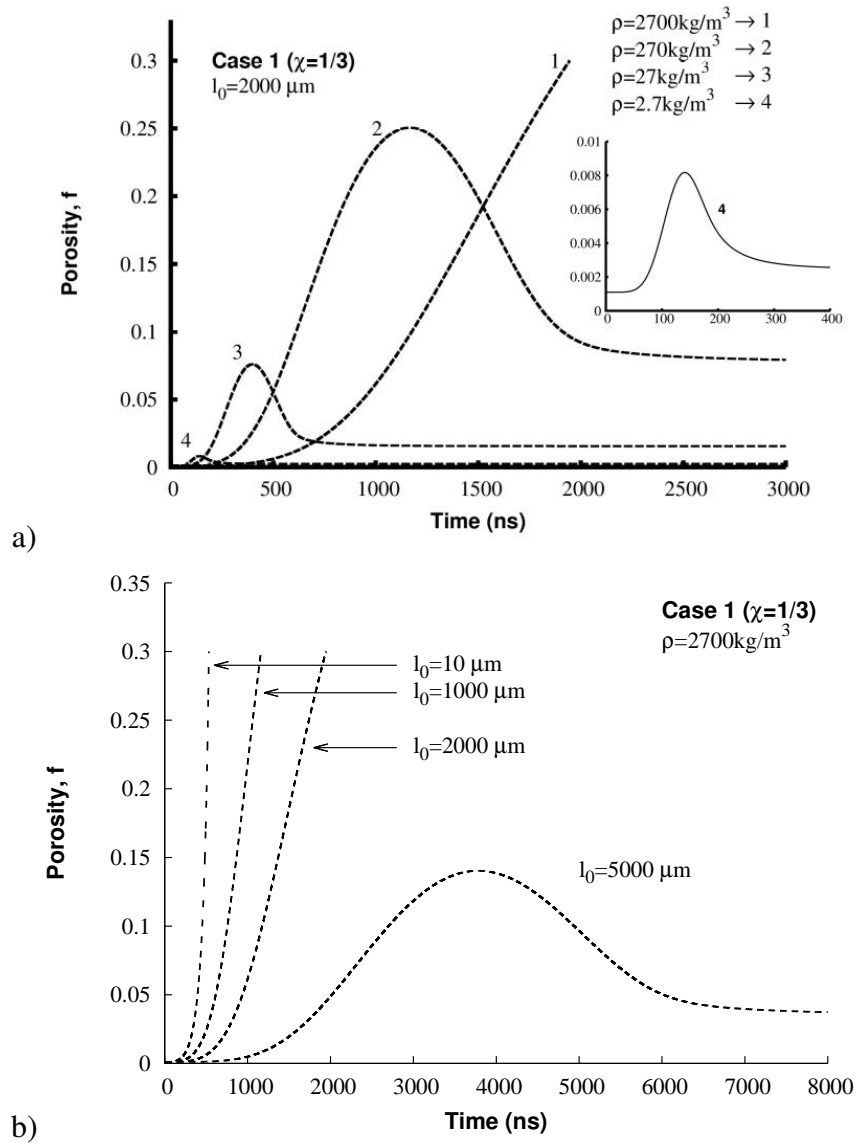 Case 1 (χ=1/3)
l₀=2000 µm
ρ=2700kg/m³ → 1
ρ=270kg/m³ → 2
ρ=27kg/m³ → 3
ρ=2.7kg/m³ → 4
0.3
0.25
0.2
0.15
0.1
0.05
0
Porosity, f
1
2
3
4
0.01
0.008
0.006
0.004
0.002
0
4
0 100 200 300 400
0 500 1000 1500 2000 2500 3000
Time (ns)
a)
0.35
0.3
0.25
0.2
0.15
0.1
0.05
0
Porosity, f
Case 1 (χ=1/3)
ρ=2700kg/m³
l₀=10 µm
l₀=1000 µm
l₀=2000 µm
l₀=5000 µm
0 1000 2000 3000 4000 5000 6000 7000 8000
Time (ns)
b)